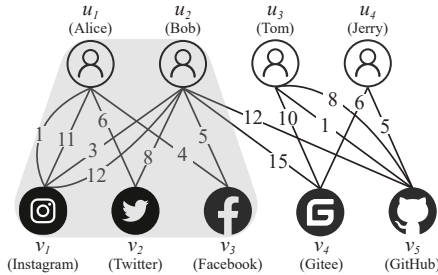 u₁ u₂ u₃ u₄
(Alice) (Bob) (Tom) (Jerry)
8
12 6
6 10 1 5
1 11 5
3 8 4 15
12
v₁ v₂ v₃ v₄ v₅
(Instagram) (Twitter) (Facebook) (Gitee) (GitHub)